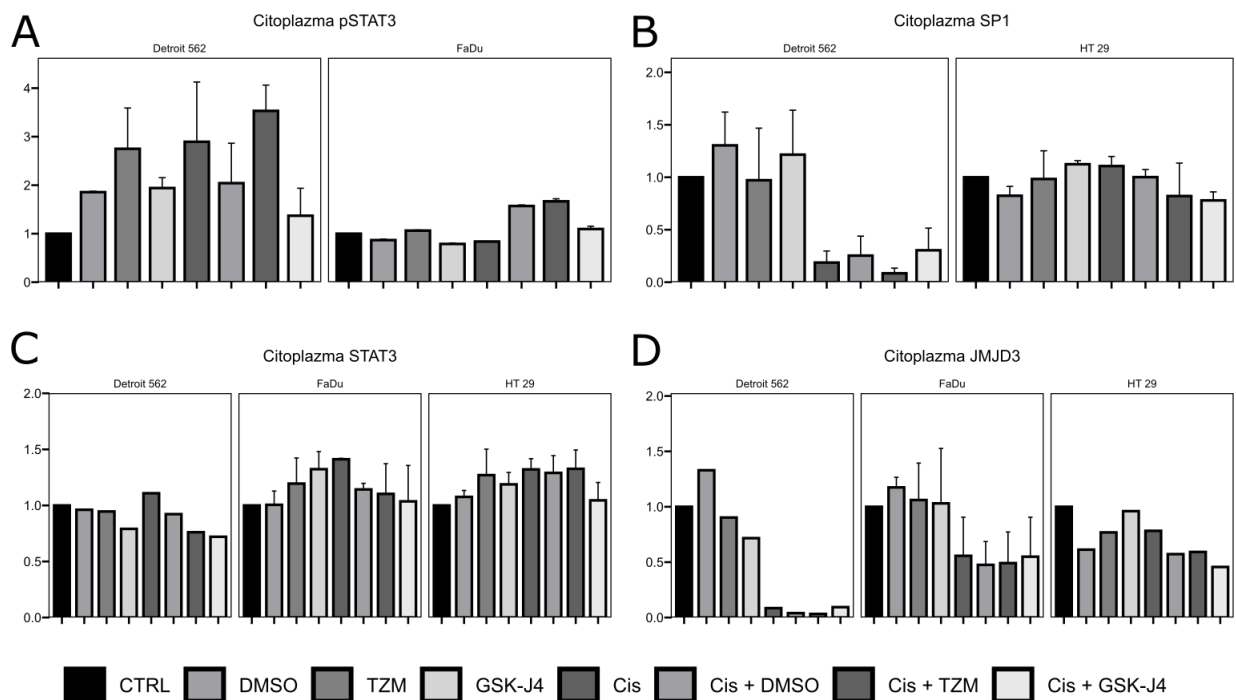 A
Citoplazma pSTAT3
Detroit 562
FaDu
4
3
2
1
0
B
Citoplazma SP1
Detroit 562
HT 29
2.0
1.5
1.0
0.5
0.0
C
Citoplazma STAT3
Detroit 562
FaDu
HT 29
2.0
1.5
1.0
0.5
0.0
D
Citoplazma JMJD3
Detroit 562
FaDu
HT 29
2.0
1.5
1.0
0.5
0.0
CTRL DMSO TZM GSK-J4 Cis Cis + DMSO Cis + TZM Cis + GSK-J4